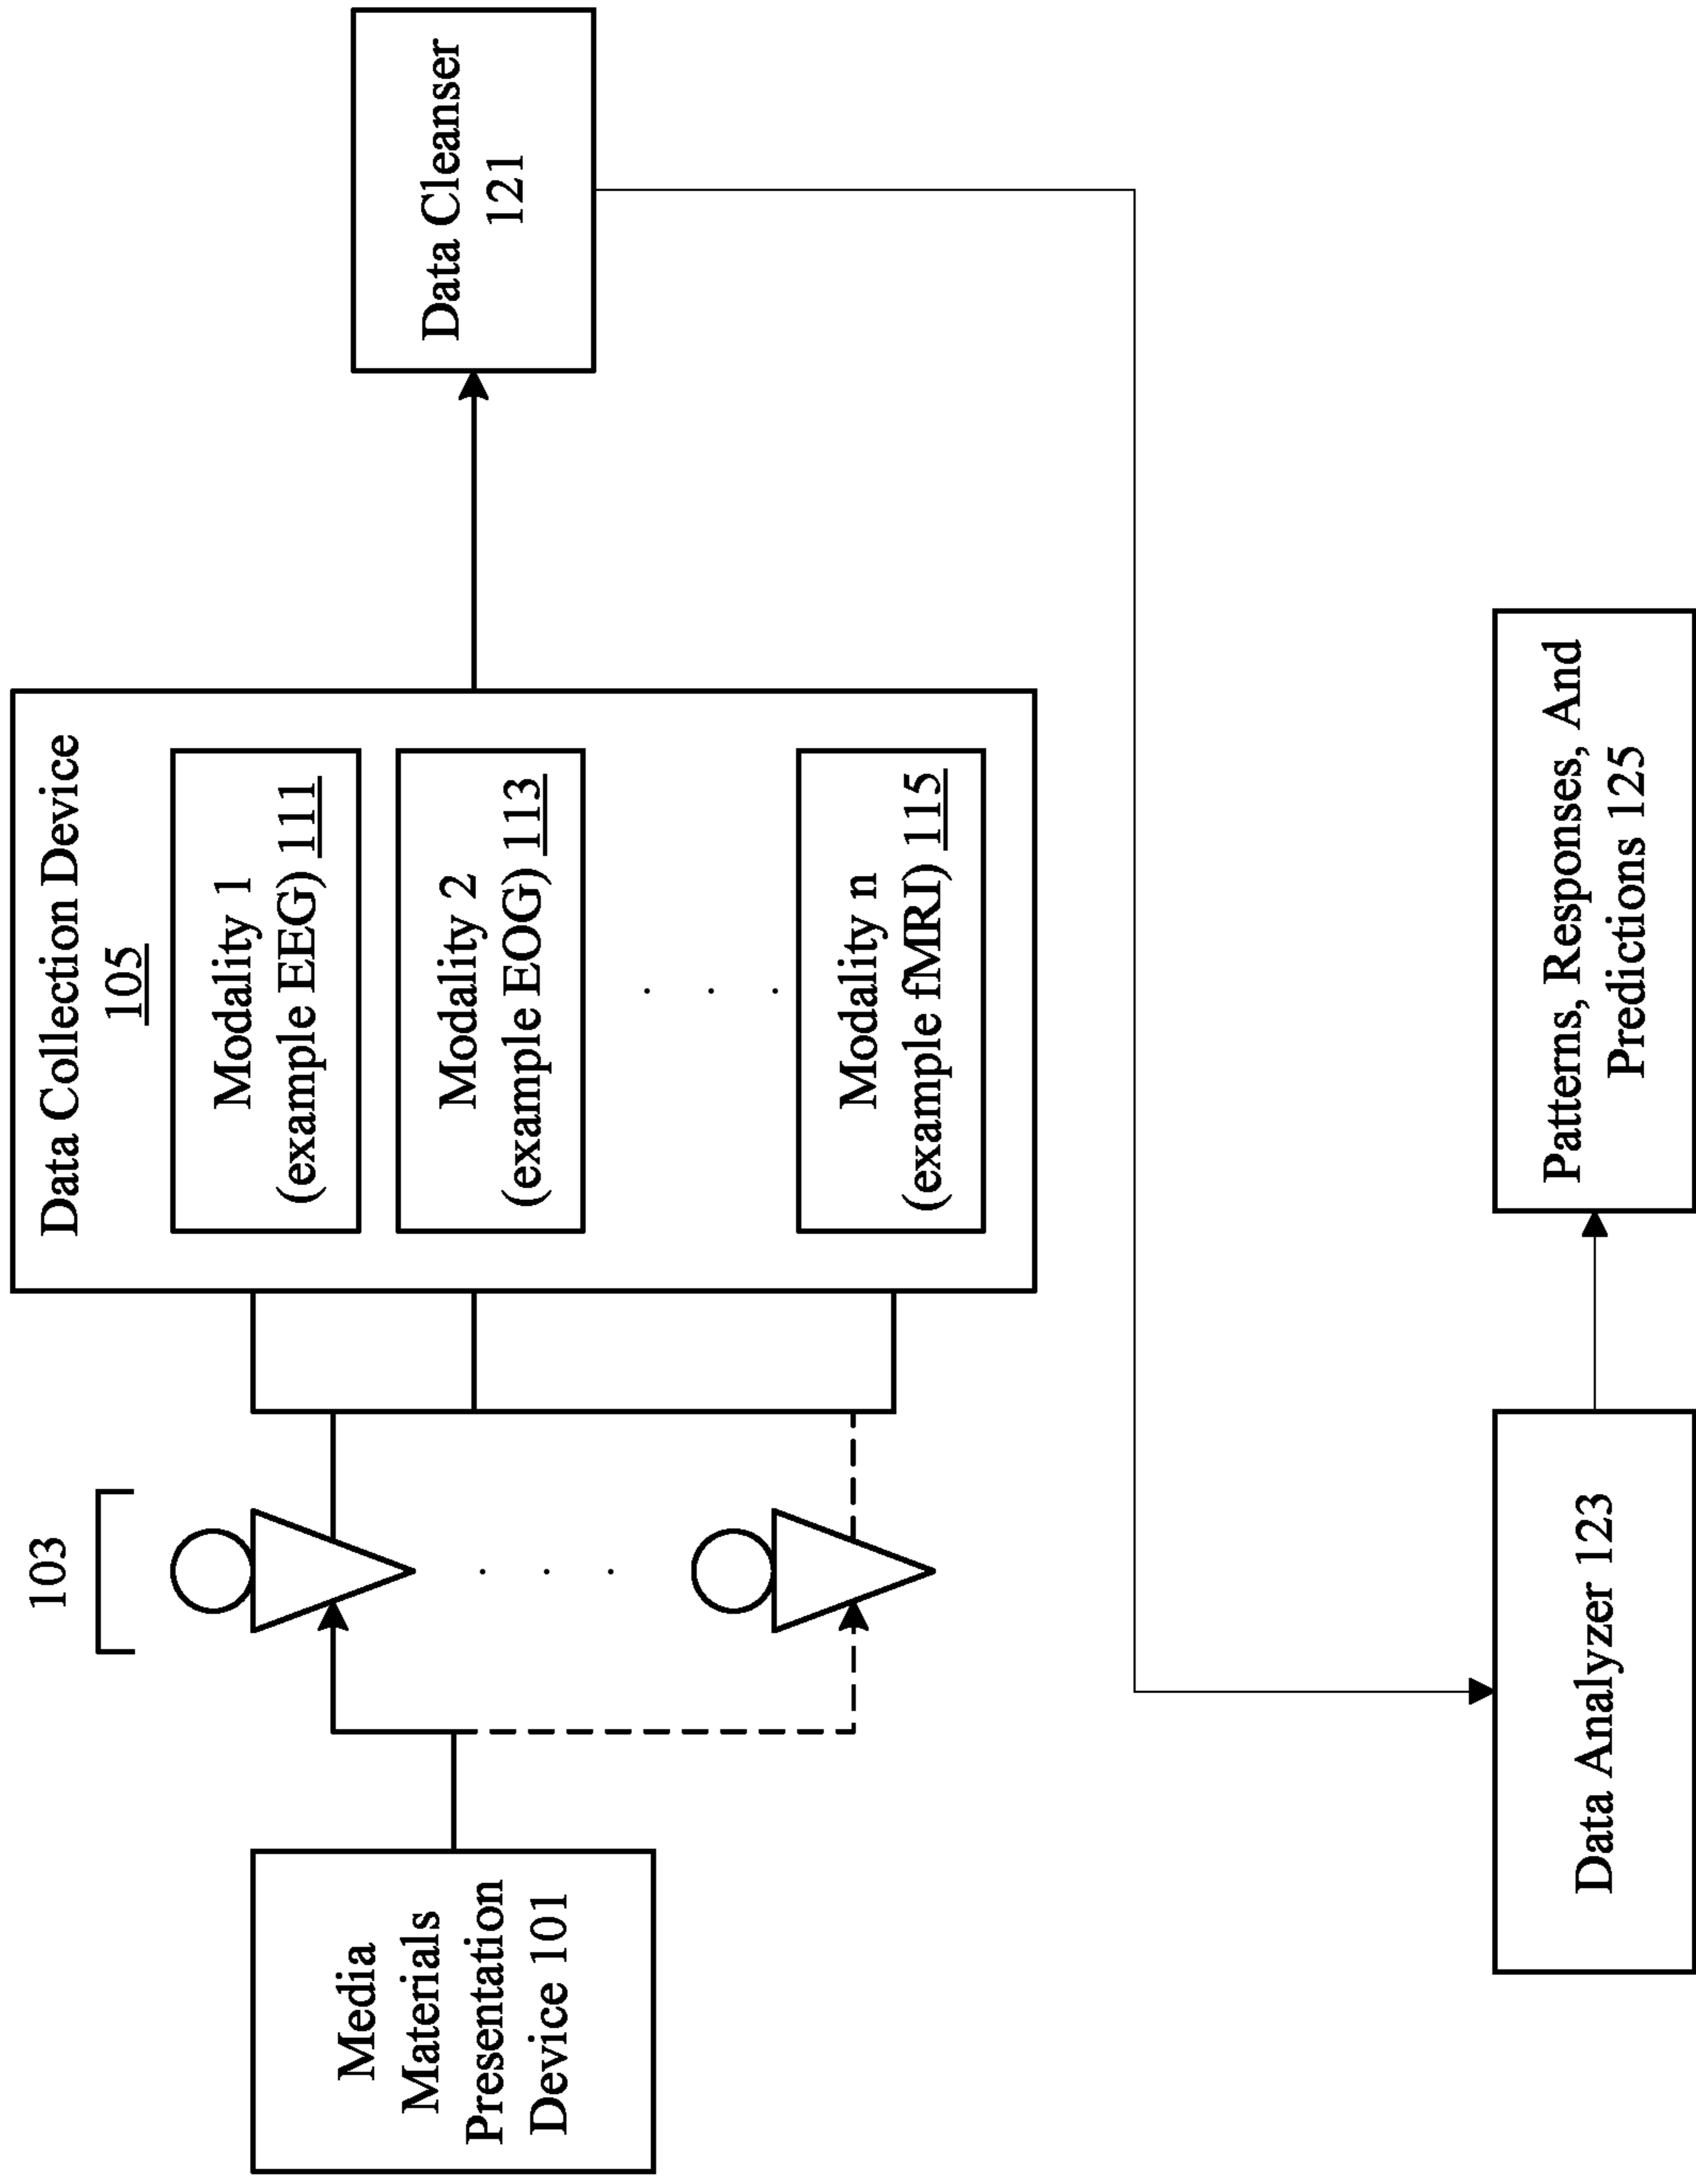 Media
Materials
Presentation
Device 101
103
Data Collection Device
105
Modality 1
(example EEG) 111
Modality 2
(example EOG) 113
. . .
Modality n
(example fMRI) 115
Data Cleanser
121
Data Analyzer 123
Patterns, Responses, And
Predictions 125